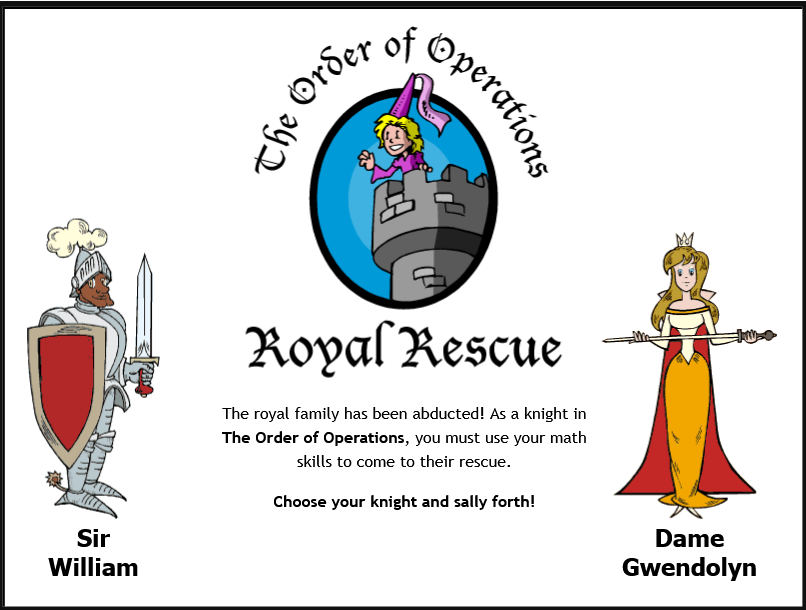 The Order of Operations
Royal Rescue
The royal family has been abducted! As a knight in
The Order of Operations, you must use your math
skills to come to their rescue.
Choose your knight and sally forth!
Sir
William
Dame
Gwendolyn